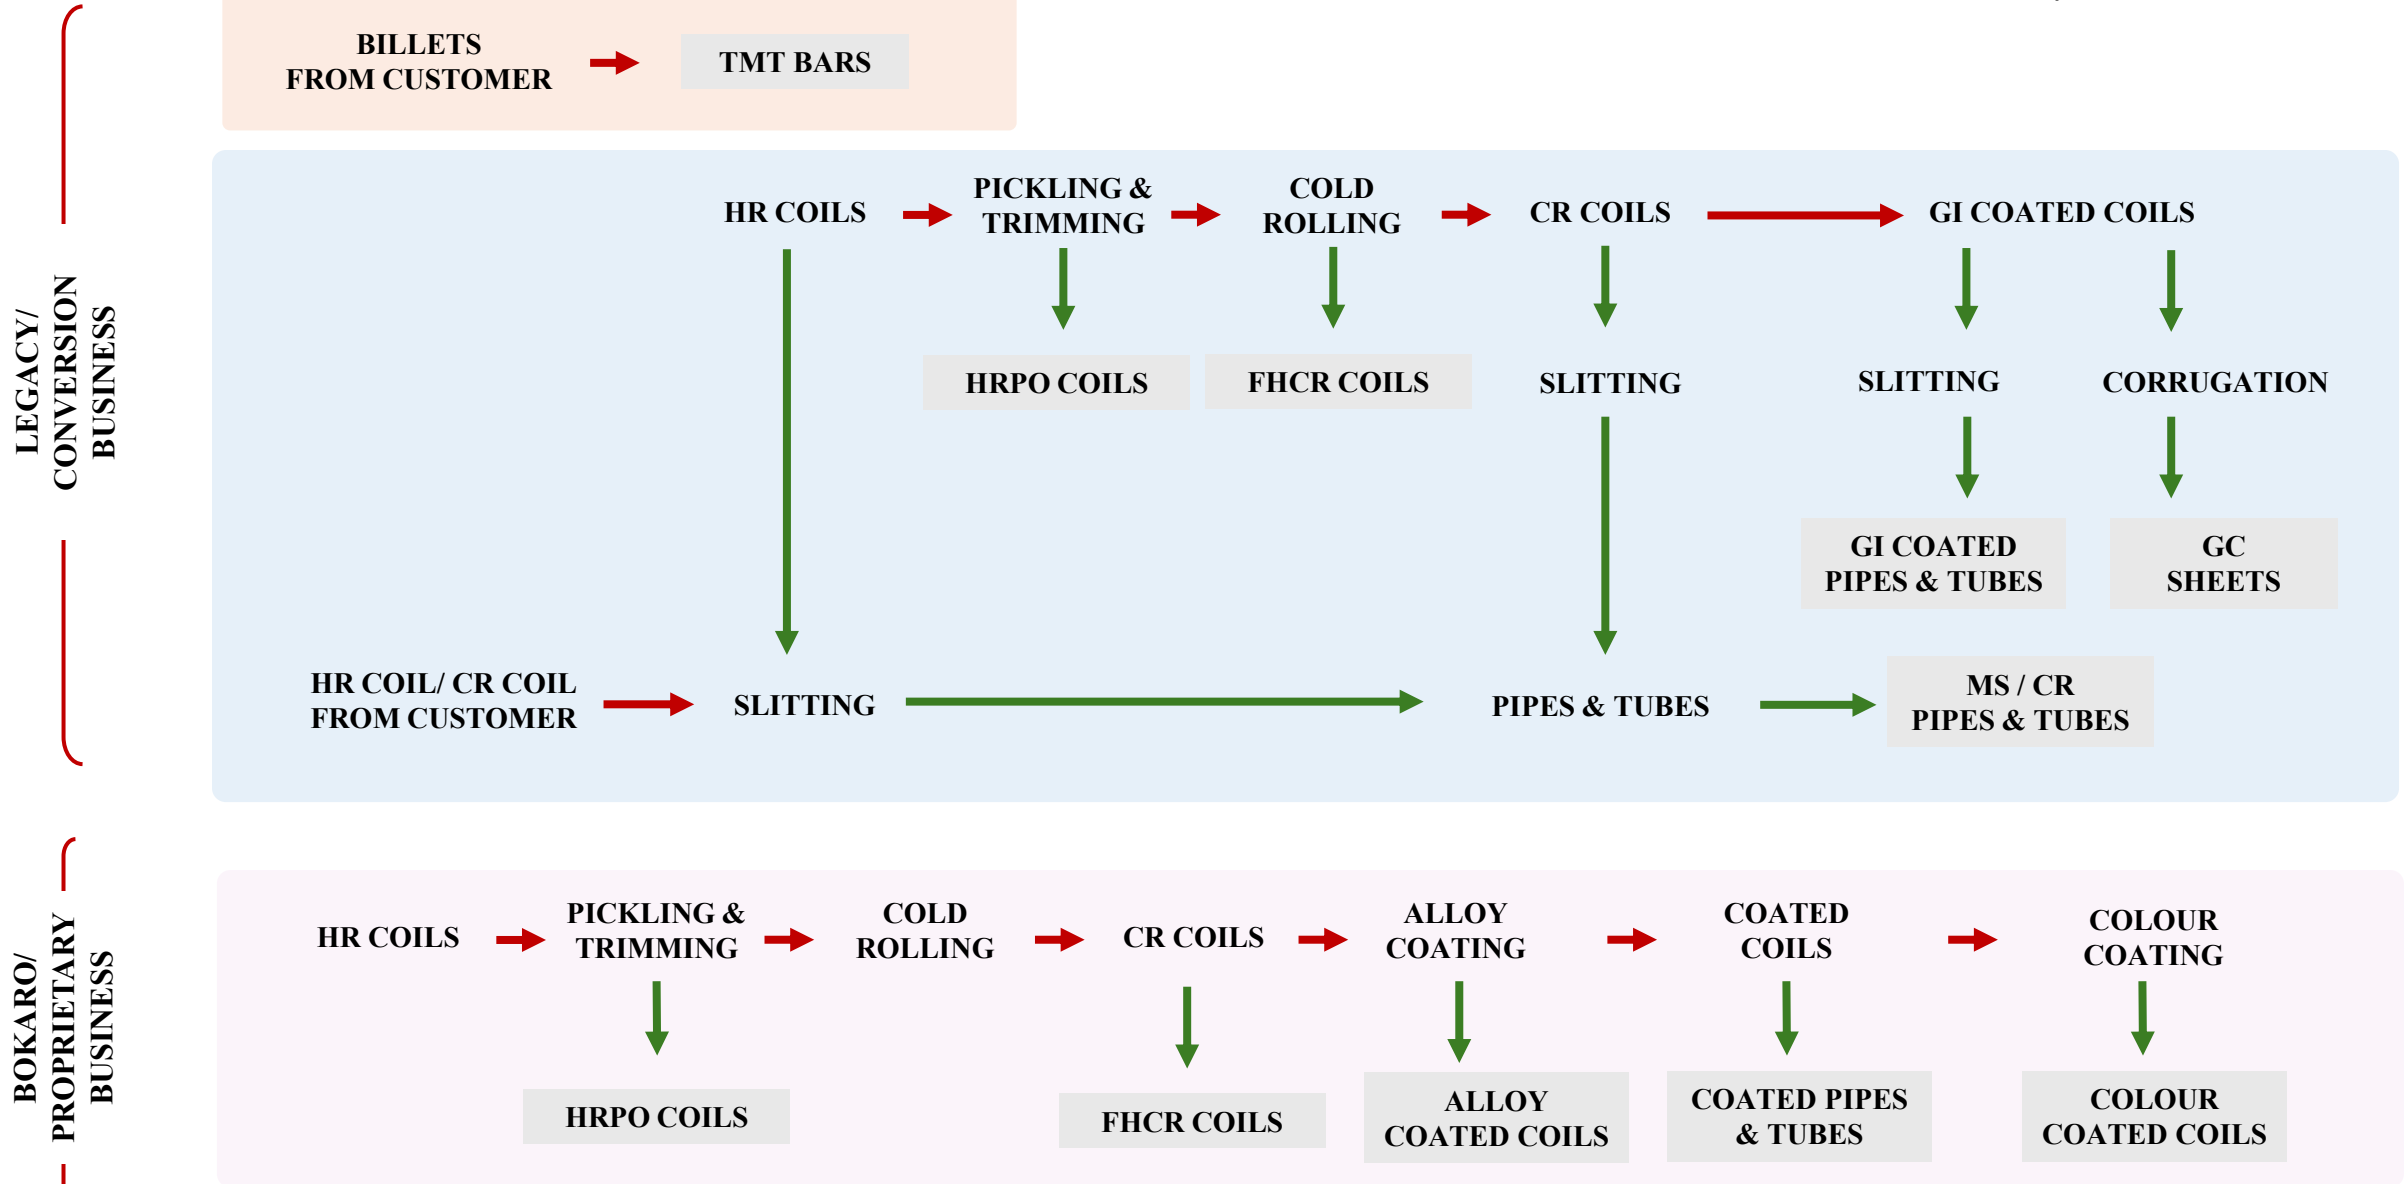 BILLETS
FROM CUSTOMER
TMT BARS
LEGACY/
CONVERSION
BUSINESS
HR COILS
PICKLING &
TRIMMING
COLD
ROLLING
CR COILS
GI COATED COILS
HRPO COILS
FHCR COILS
SLITTING
SLITTING
CORRUGATION
GI COATED
PIPES & TUBES
GC
SHEETS
HR COIL/ CR COIL
FROM CUSTOMER
SLITTING
PIPES & TUBES
MS / CR
PIPES & TUBES
BOKARO/
PROPRIETARY
BUSINESS
HR COILS
PICKLING &
TRIMMING
COLD
ROLLING
CR COILS
ALLOY
COATING
COATED
COILS
COLOUR
COATING
HRPO COILS
FHCR COILS
ALLOY
COATED COILS
COATED PIPES
& TUBES
COLOUR
COATED COILS